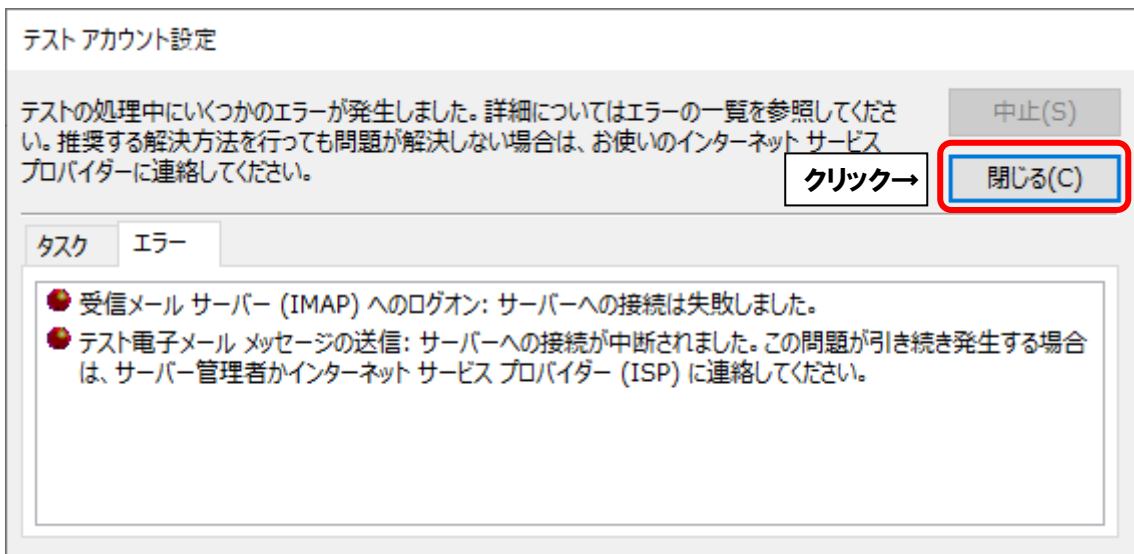 テスト アカウント設定
テストの処理中にいくつかのエラーが発生しました。詳細についてはエラーの一覧を参照してくださ
い。推奨する解決方法を行っても問題が解決しない場合は、お使いのインターネット サービス
プロバイダーに連絡してください。
中止(S)
クリック→
閉じる(C)
タスク
エラー
受信メール サーバー (IMAP) へのログオン: サーバーへの接続は失敗しました。
テスト電子メール メッセージの送信: サーバーへの接続が中断されました。この問題が引き続き発生する場合
は、サーバー管理者かインターネット サービス プロバイダー (ISP) に連絡してください。